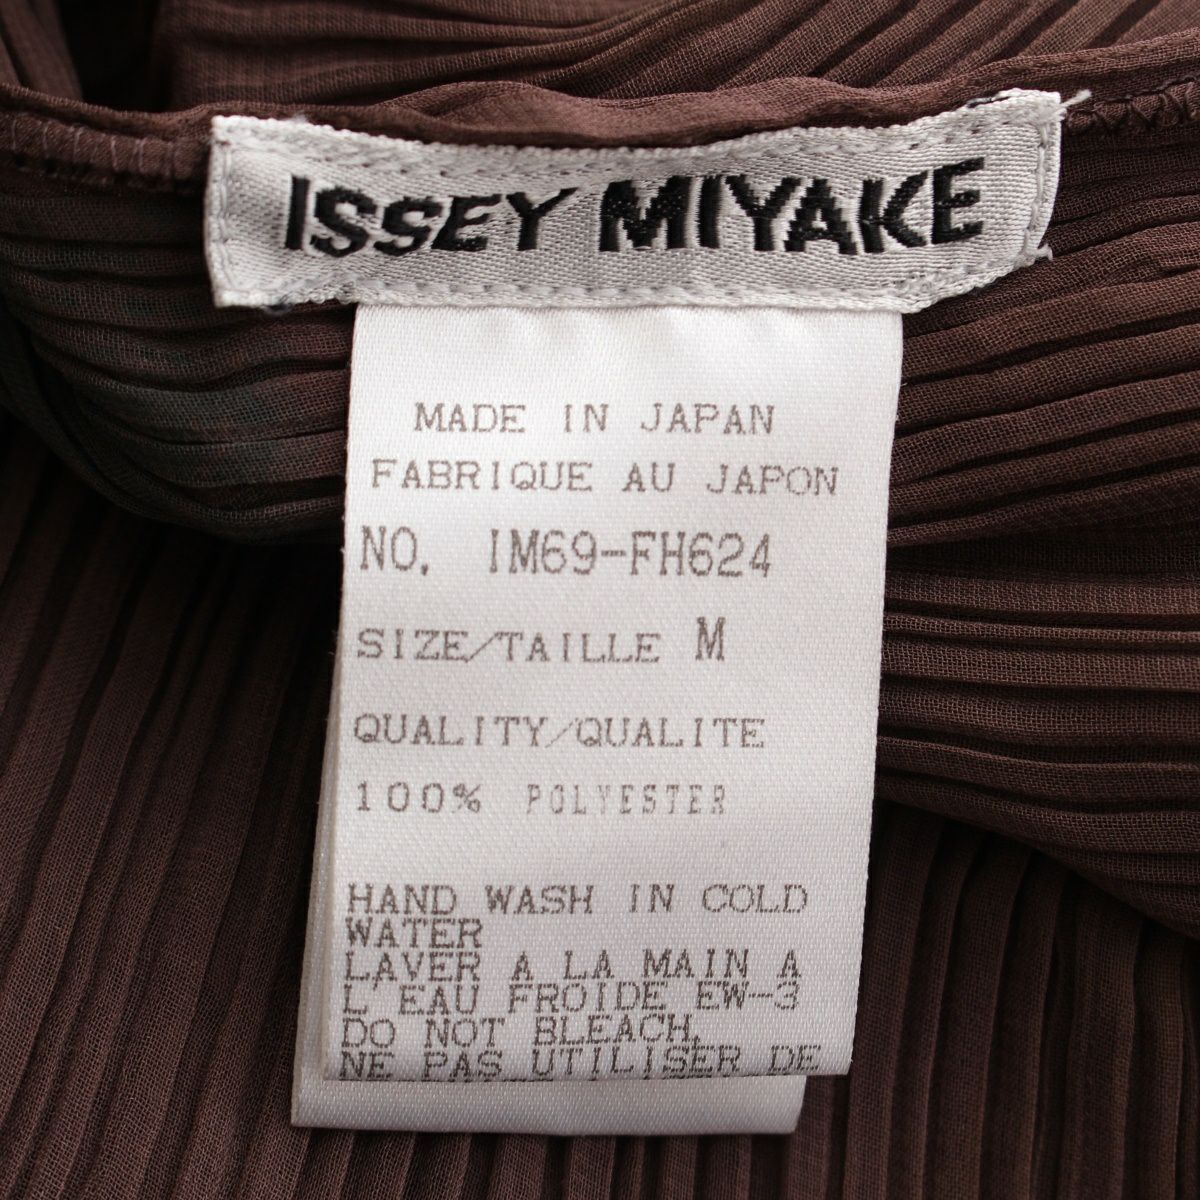 ISSEY MIYAKE
MADE IN JAPAN
FABRIQUE AU JAPON
NO. IM69-FH624
SIZE/TAILLE M
QUALITY/QUALITE
100% POLYESTER
HAND WASH IN COLD
WATER
LAVER A LA MAIN A
L'EAU FROIDE EW-3
DO NOT BLEACH.
NE PAS UTILISER DE